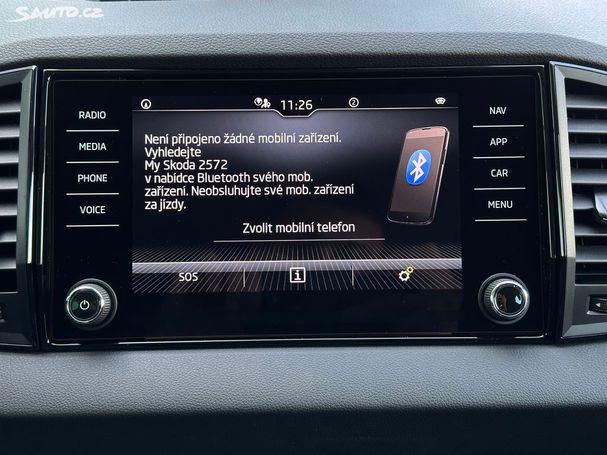 SAUTO.CZ
RADIO
MEDIA
PHONE
VOICE
11:26
2
Není připojeno žádné mobilní zařízení.
Vyhledejte
My Skoda 2572
v nabídce Bluetooth svého mob.
zařízení. Neobsluhujte své mob. zařízení
za jízdy.
Zvolit mobilní telefon
SOS
i
NAV
APP
CAR
MENU